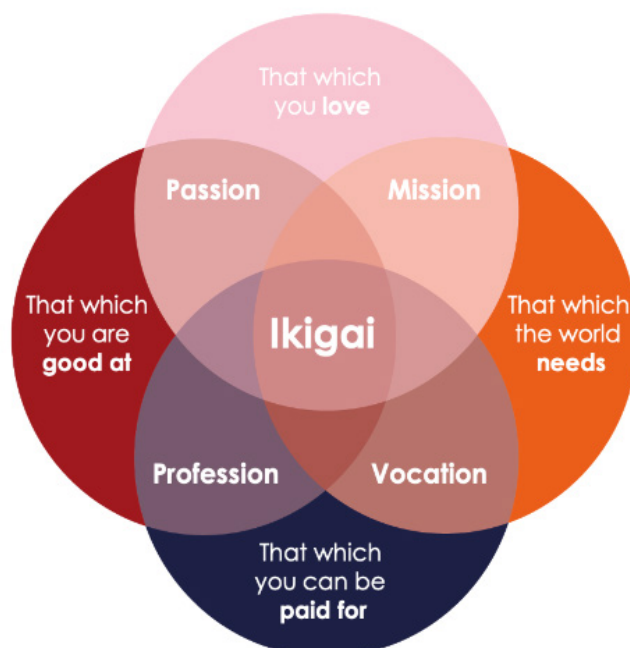 That which
you love
Passion
Mission
That which
you are
good at
Ikigai
That which
the world
needs
Profession
Vocation
That which
you can be
paid for